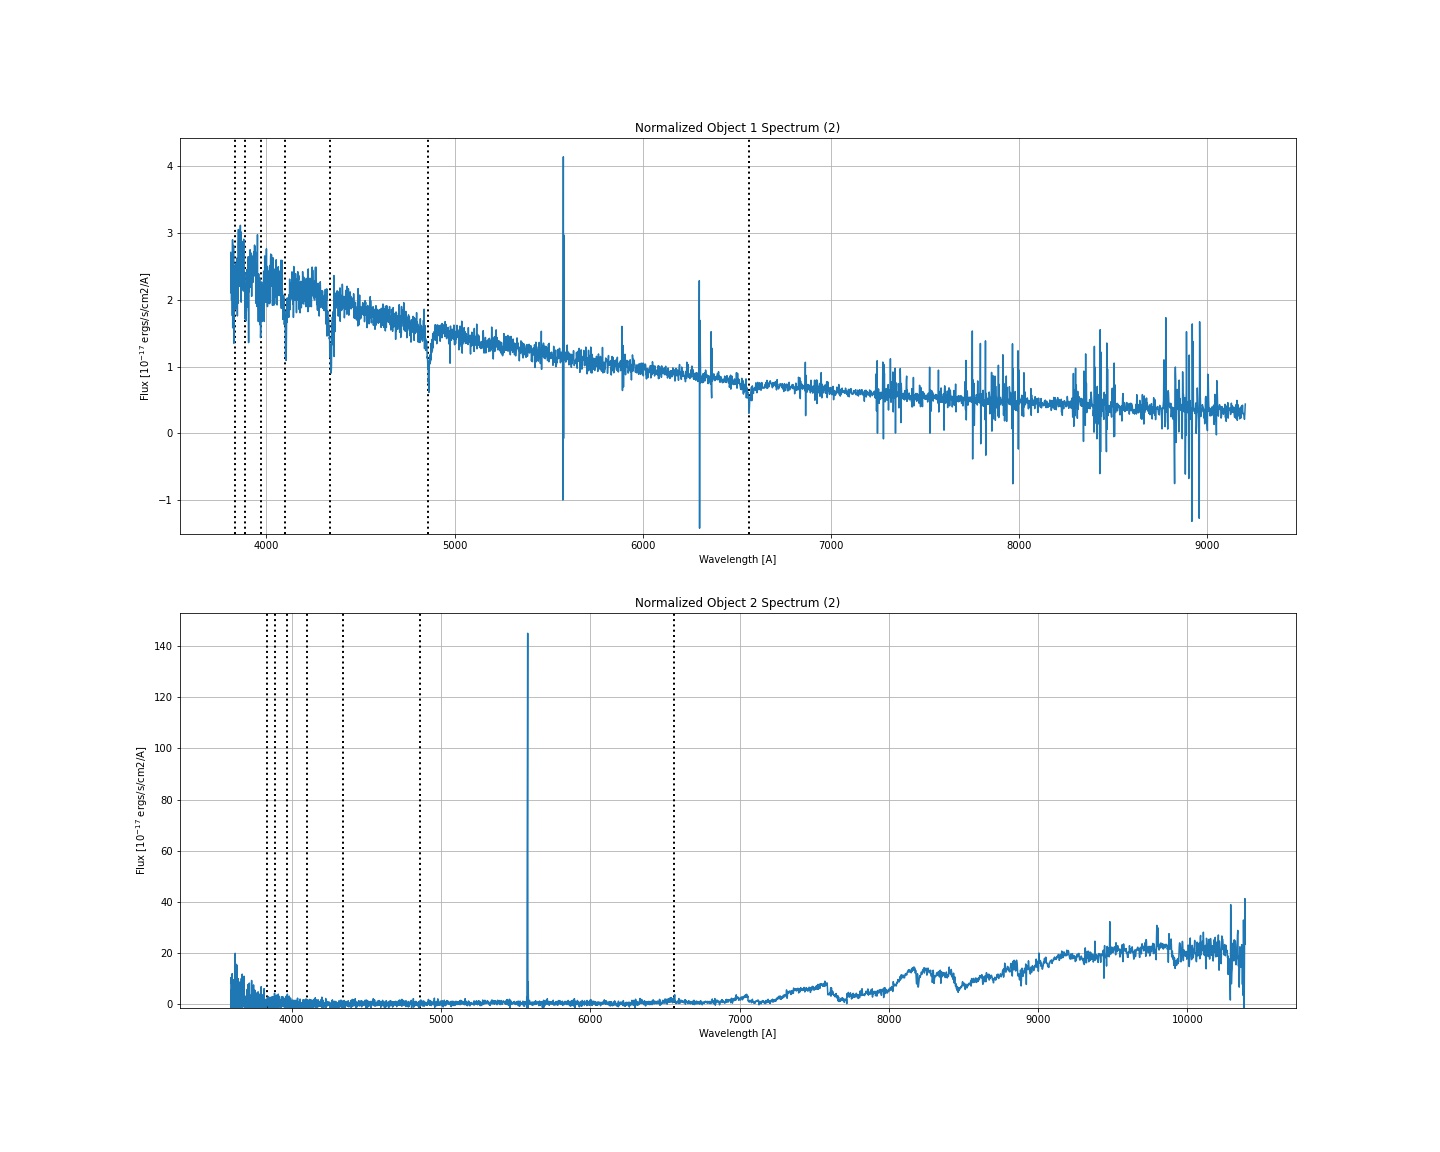 Normalized Object 1 Spectrum (2)
4
3
2
1
0
−1
Flux [10⁻¹⁷ ergs/s/cm2/A]
4000 5000 6000 7000 8000 9000
Wavelength [A]
Normalized Object 2 Spectrum (2)
140
120
100
80
60
40
20
0
Flux [10⁻¹⁷ ergs/s/cm2/A]
4000 5000 6000 7000 8000 9000 10000
Wavelength [A]